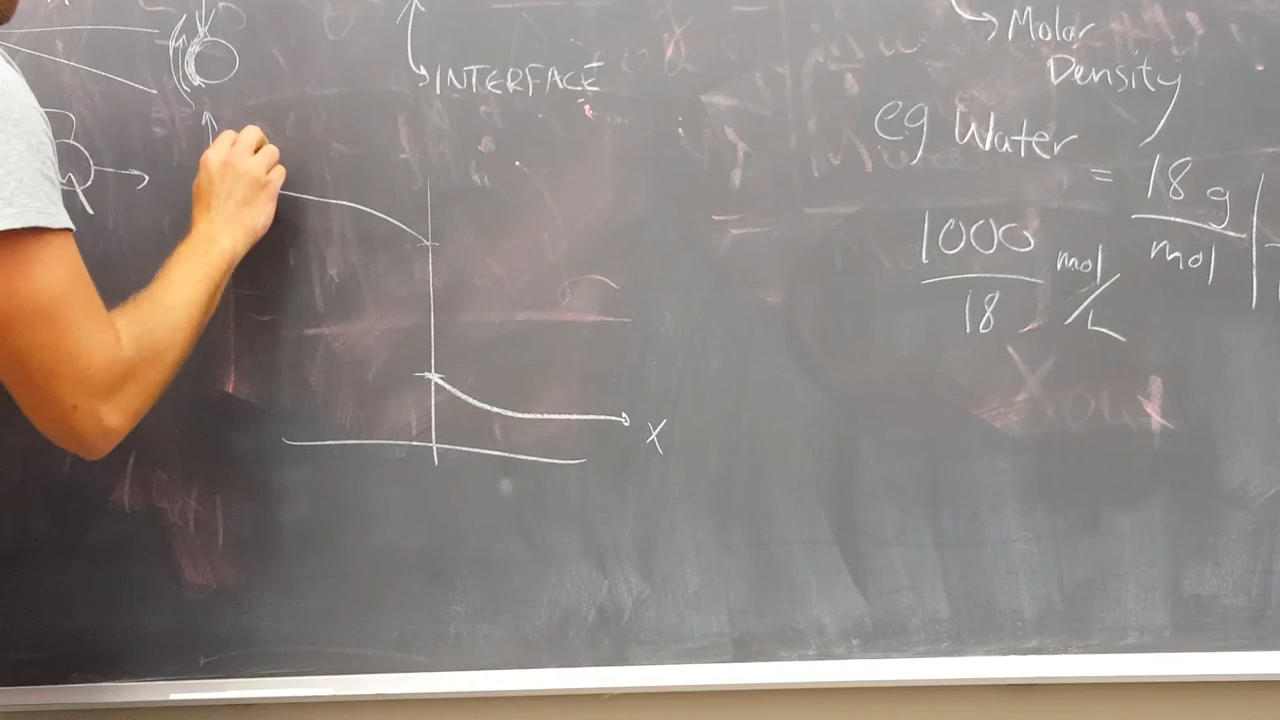 INTERFACE
X
Molar
Density
eg Water
= 18 g
mol
1000
18
mol
L